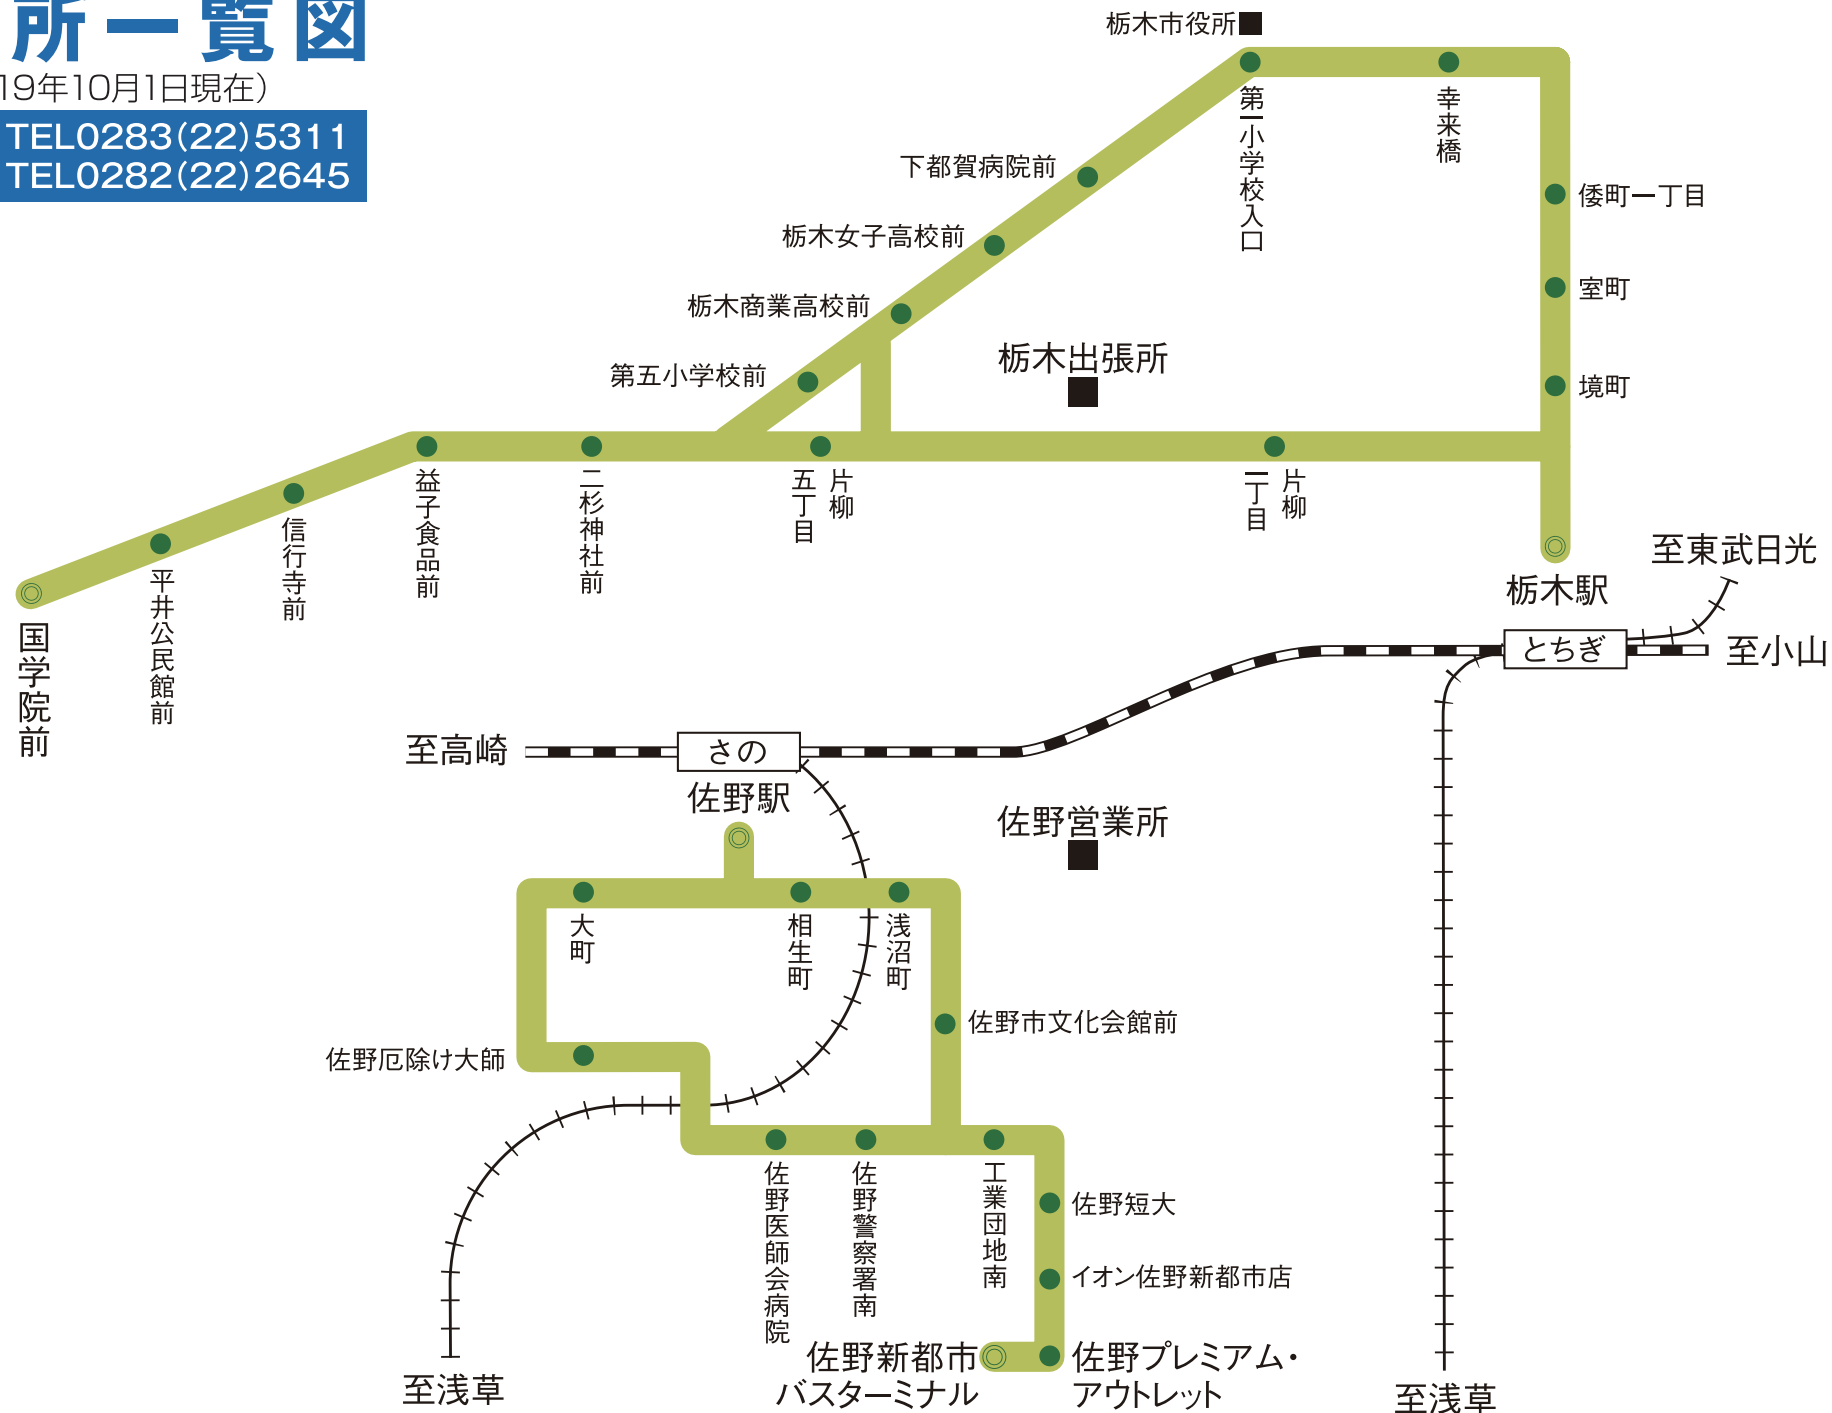 所一覧図
19年10月1日現在）
TEL0283(22)5311
TEL0282(22)2645
栃木市役所
第一小学校入口
幸来橋
下都賀病院前
倭町一丁目
栃木女子高校前
室町
栃木商業高校前
栃木出張所
第五小学校前
境町
益子食品前
二杉神社前
片柳
五丁目
片柳
一丁目
信行寺前
平井公民館前
国学院前
至東武日光
栃木駅
とちぎ
至小山
至高崎
さの
佐野駅
佐野営業所
大町
相生町
浅沼町
佐野市文化会館前
佐野厄除け大師
佐野医師会病院
佐野警察署南
工業団地南
佐野短大
イオン佐野新都市店
佐野新都市
バスターミナル
佐野プレミアム・
アウトレット
至浅草
至浅草